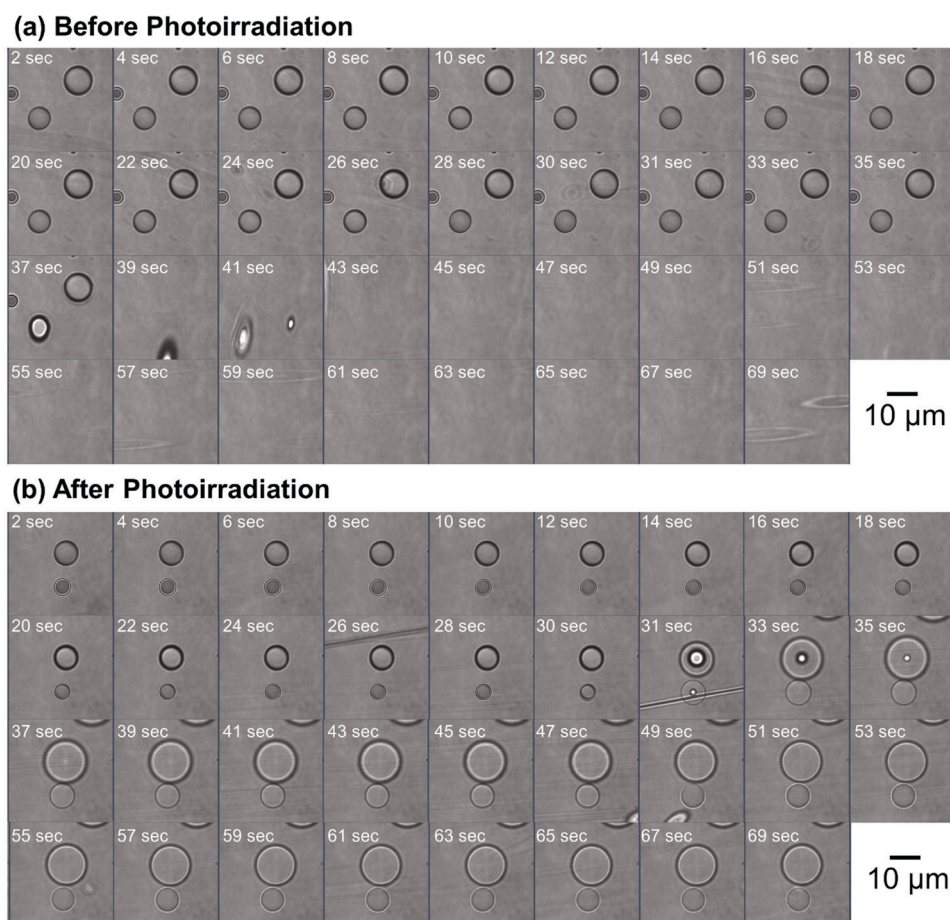 (a) Before Photoirradiation
2 sec 4 sec 6 sec 8 sec 10 sec 12 sec 14 sec 16 sec 18 sec
20 sec 22 sec 24 sec 26 sec 28 sec 30 sec 31 sec 33 sec 35 sec
37 sec 39 sec 41 sec 43 sec 45 sec 47 sec 49 sec 51 sec 53 sec
55 sec 57 sec 59 sec 61 sec 63 sec 65 sec 67 sec 69 sec
10 µm
(b) After Photoirradiation
2 sec 4 sec 6 sec 8 sec 10 sec 12 sec 14 sec 16 sec 18 sec
20 sec 22 sec 24 sec 26 sec 28 sec 30 sec 31 sec 33 sec 35 sec
37 sec 39 sec 41 sec 43 sec 45 sec 47 sec 49 sec 51 sec 53 sec
55 sec 57 sec 59 sec 61 sec 63 sec 65 sec 67 sec 69 sec
10 µm